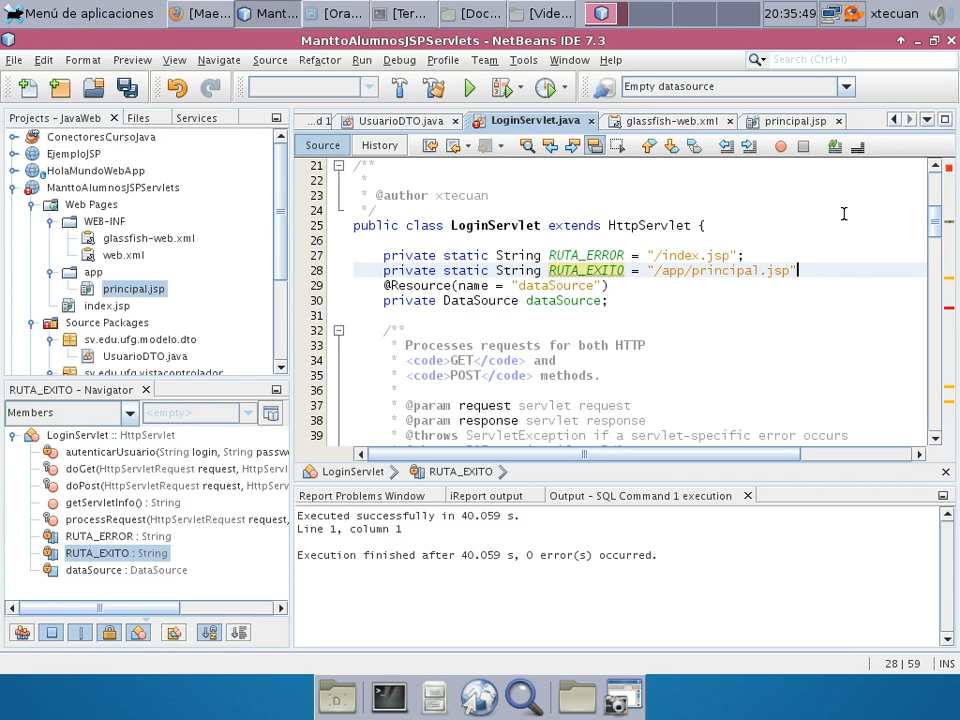 Menú de aplicaciones
[Mae...
Mant...
[Ora...
[Ter...
[Doc...
[Vide...
20:35:49
xtecuan
ManttoAlumnosJSPServlets - NetBeans IDE 7.3
File Edit Format Preview View Navigate Source Refactor Run Debug Profile Team Tools Window Help
Search (Ctrl+I)
Empty datasource
Projects - JavaWeb
Files
Services
ConectoresCursoJava
EjemploJSP
HolaMundoWebApp
ManttoAlumnosJSPServlets
Web Pages
WEB-INF
glassfish-web.xml
web.xml
app
principal.jsp
index.jsp
Source Packages
sv.edu.ufg.modelo.dto
UsuarioDTO.java
sv.edu.ufg.vistacontrolador
RUTA_EXITO - Navigator
Members
<empty>
LoginServlet :: HttpServlet
autenticarUsuario(String login, String passw
doGet(HttpServletRequest request, HttpServl
doPost(HttpServletRequest request, HttpServ
getServletInfo() : String
processRequest(HttpServletRequest request,
RUTA_ERROR : String
RUTA_EXITO : String
dataSource : DataSource
...d 1
UsuarioDTO.java
LoginServlet.java
glassfish-web.xml
principal.jsp
Source
History
21 /**
22 *
23 * @author xtecuan
24 */
25 public class LoginServlet extends HttpServlet {
26
27 private static String RUTA_ERROR = "/index.jsp";
28 private static String RUTA_EXITO = "/app/principal.jsp"
29 @Resource(name = "dataSource")
30 private DataSource dataSource;
31
32 /**
33 * Processes requests for both HTTP
34 * <code>GET</code> and
35 * <code>POST</code> methods.
36 *
37 * @param request servlet request
38 * @param response servlet response
39 * @throws ServletException if a servlet-specific error occurs
LoginServlet
RUTA_EXITO
Report Problems Window
iReport output
Output - SQL Command 1 execution
Executed successfully in 40.059 s.
Line 1, column 1
Execution finished after 40.059 s, 0 error(s) occurred.
28 | 59
INS